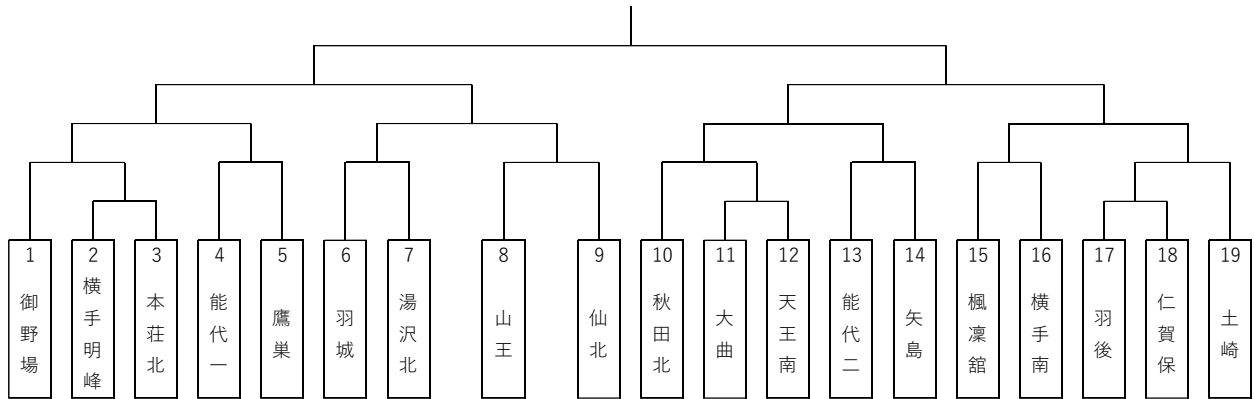 1
御野場
2
横手明峰
3
本荘北
4
能代一
5
鷹巣
6
羽城
7
湯沢北
8
山王
9
仙北
10
秋田北
11
大曲
12
天王南
13
能代二
14
矢島
15
楓凜舘
16
横手南
17
羽後
18
仁賀保
19
土崎